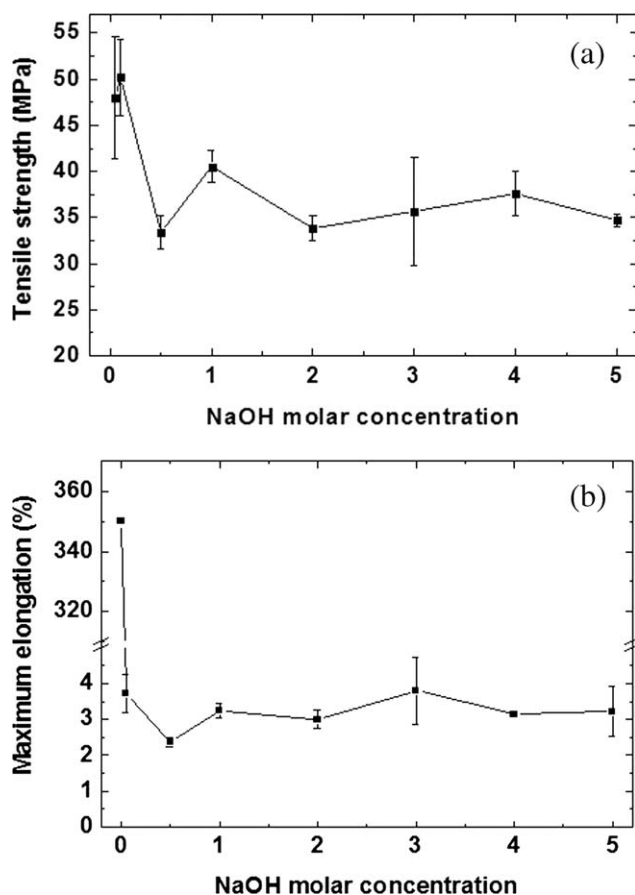 55
50
45
40
35
30
25
20
Tensile strength (MPa)
(a)
0 1 2 3 4 5
NaOH molar concentration
360
340
320
4
3
2
1
0
Maximum elongation (%)
(b)
0 1 2 3 4 5
NaOH molar concentration